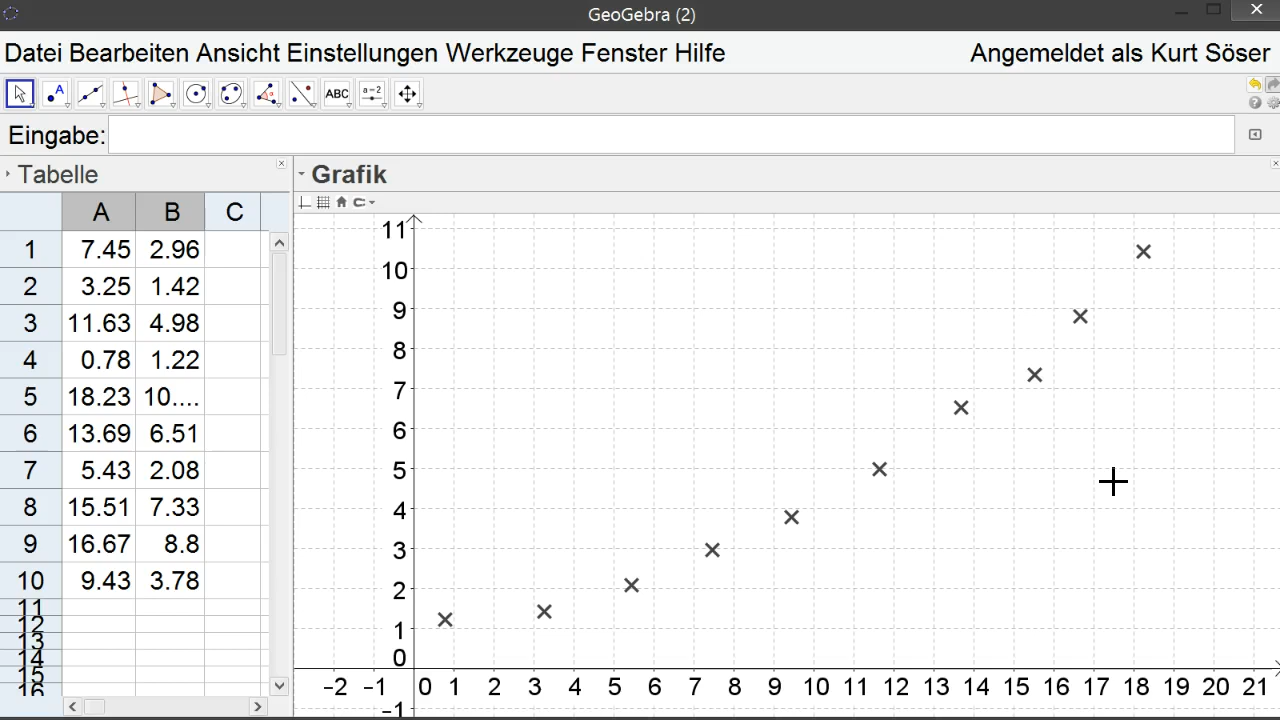 GeoGebra (2)
Datei Bearbeiten Ansicht Einstellungen Werkzeuge Fenster Hilfe Angemeldet als Kurt Söser
A ABC a=2
Eingabe:
Tabelle Grafik
A B C
1 7.45 2.96
2 3.25 1.42
3 11.63 4.98
4 0.78 1.22
5 18.23 10....
6 13.69 6.51
7 5.43 2.08
8 15.51 7.33
9 16.67 8.8
10 9.43 3.78
11
12
13
14
15
16
11
10
9
8
7
6
5
4
3
2
1
0
-2 -1 0 1 2 3 4 5 6 7 8 9 10 11 12 13 14 15 16 17 18 19 20 21
-1